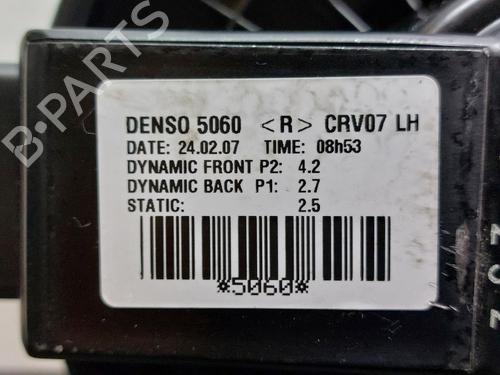 DENSO 5060 <R> CRV07 LH
DATE: 24.02.07 TIME: 08h53
DYNAMIC FRONT P2: 4.2
DYNAMIC BACK P1: 2.7
STATIC: 2.5
*5060*
B-PARTS